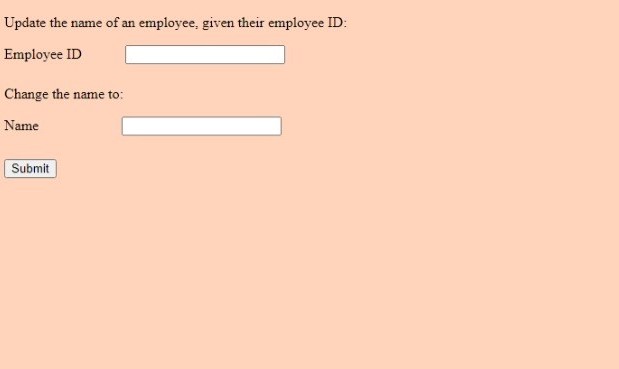 Update the name of an employee, given their employee ID:
Employee ID
Change the name to:
Name
Submit